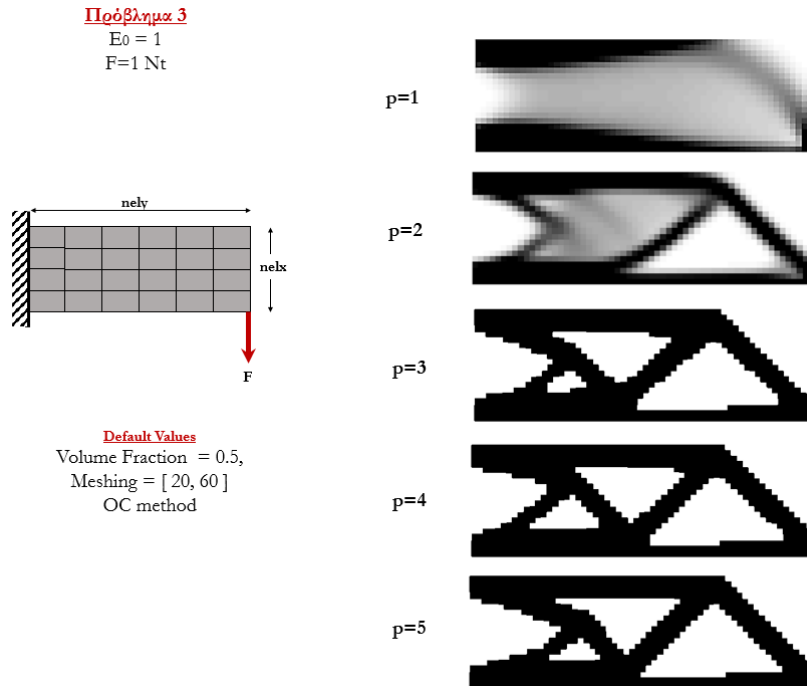 Πρόβλημα 3
E0 = 1
F=1 Nt
nely
nelx
F
Default Values
Volume Fraction = 0.5,
Meshing = [ 20, 60 ]
OC method
p=1
p=2
p=3
p=4
p=5